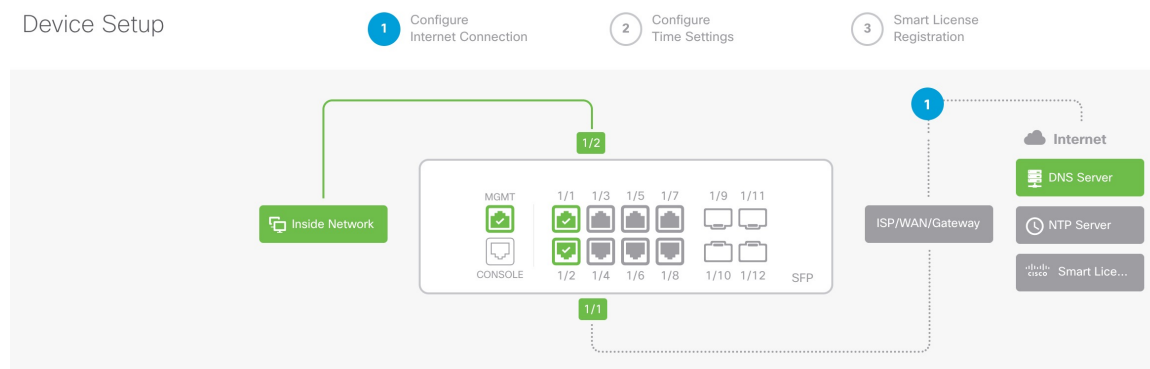 Device Setup
1
Configure
Internet Connection
2
Configure
Time Settings
3
Smart License
Registration
1
Internet
1/2
DNS Server
MGMT 1/1 1/3 1/5 1/7 1/9 1/11
Inside Network
ISP/WAN/Gateway
NTP Server
CONSOLE 1/2 1/4 1/6 1/8 1/10 1/12 SFP
cisco Smart Lice...
1/1